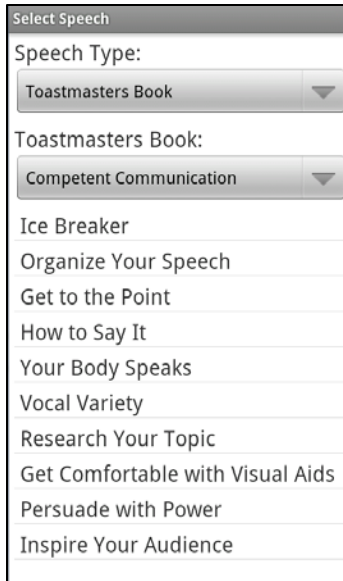 Select Speech
Speech Type:
Toastmasters Book
Toastmasters Book:
Competent Communication
Ice Breaker
Organize Your Speech
Get to the Point
How to Say It
Your Body Speaks
Vocal Variety
Research Your Topic
Get Comfortable with Visual Aids
Persuade with Power
Inspire Your Audience